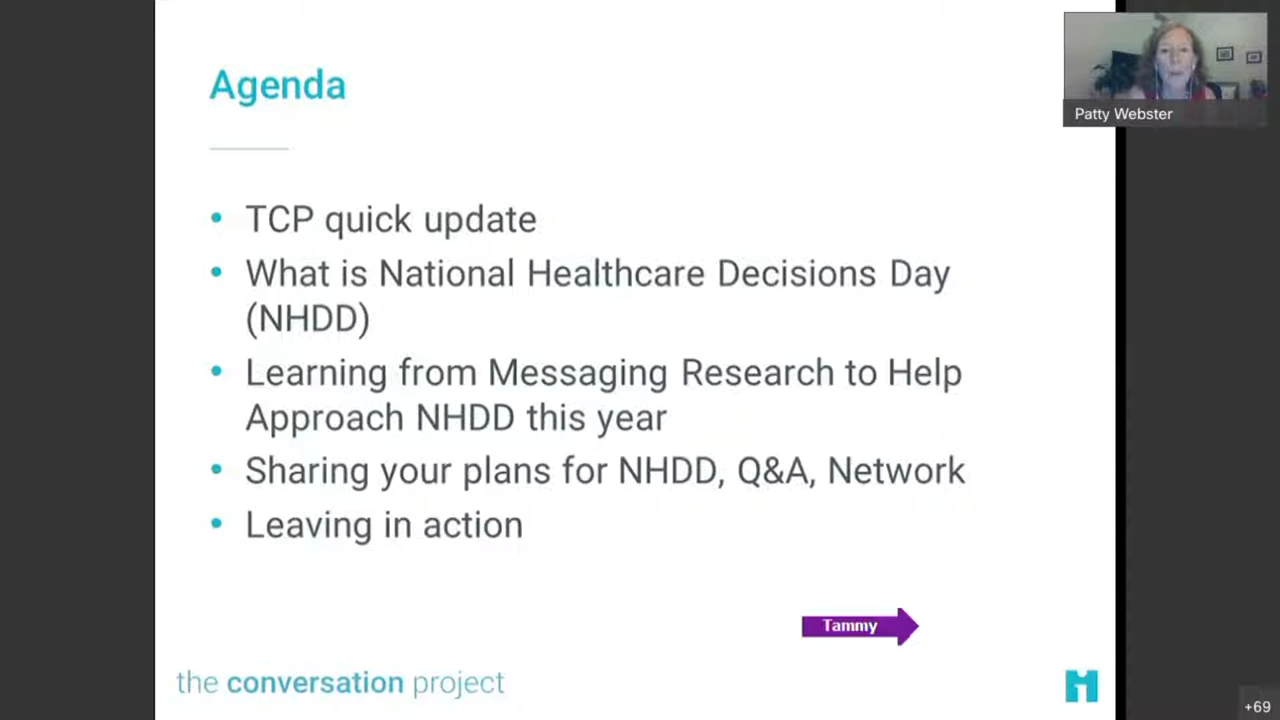 Agenda
Patty Webster
• TCP quick update
• What is National Healthcare Decisions Day
(NHDD)
• Learning from Messaging Research to Help
Approach NHDD this year
• Sharing your plans for NHDD, Q&A, Network
• Leaving in action
Tammy
the conversation project
+69